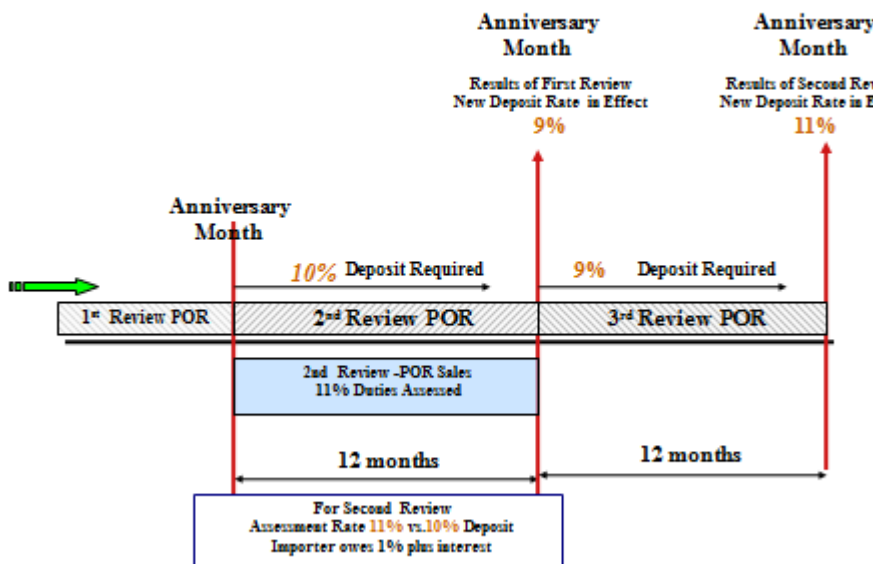 Anniversary
Month
Results of First Review
New Deposit Rate in Effect
9%
Anniversary
Month
Results of Second Rev
New Deposit Rate in E
11%
Anniversary
Month
10% Deposit Required
9% Deposit Required
1st Review POR
2nd Review POR
3rd Review POR
2nd Review -POR Sales
11% Duties Assessed
12 months
12 months
For Second Review
Assessment Rate 11% vs.10% Deposit
Importer owes 1% plus interest